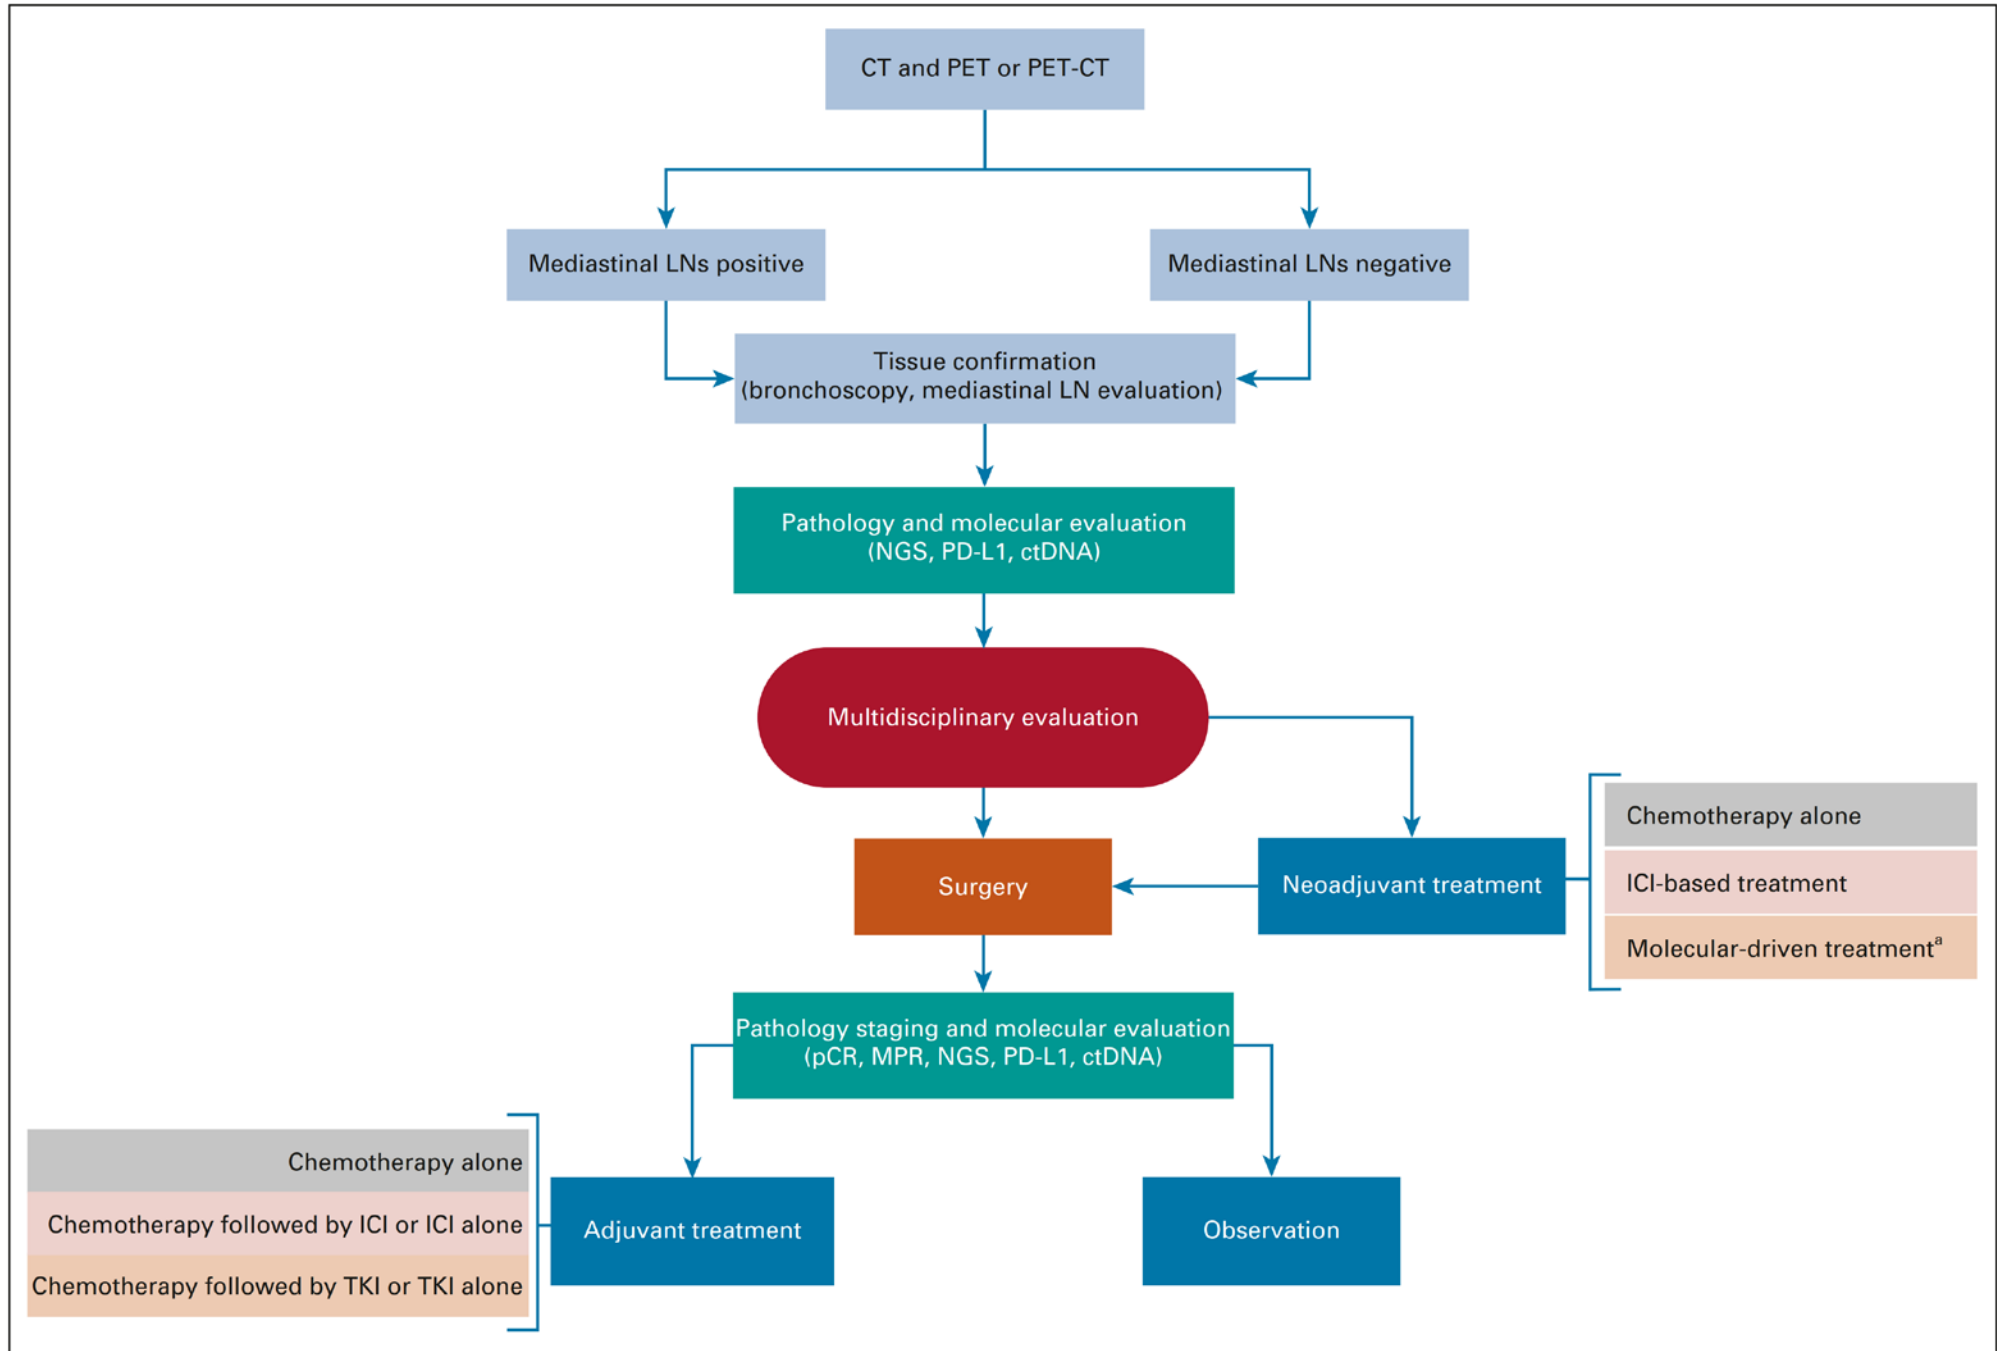 CT and PET or PET-CT
Mediastinal LNs positive
Mediastinal LNs negative
Tissue confirmation
(bronchoscopy, mediastinal LN evaluation)
Pathology and molecular evaluation
(NGS, PD-L1, ctDNA)
Multidisciplinary evaluation
Surgery
Neoadjuvant treatment
Chemotherapy alone
ICI-based treatment
Molecular-driven treatmentᵃ
Pathology staging and molecular evaluation
(pCR, MPR, NGS, PD-L1, ctDNA)
Chemotherapy alone
Chemotherapy followed by ICI or ICI alone
Chemotherapy followed by TKI or TKI alone
Adjuvant treatment
Observation